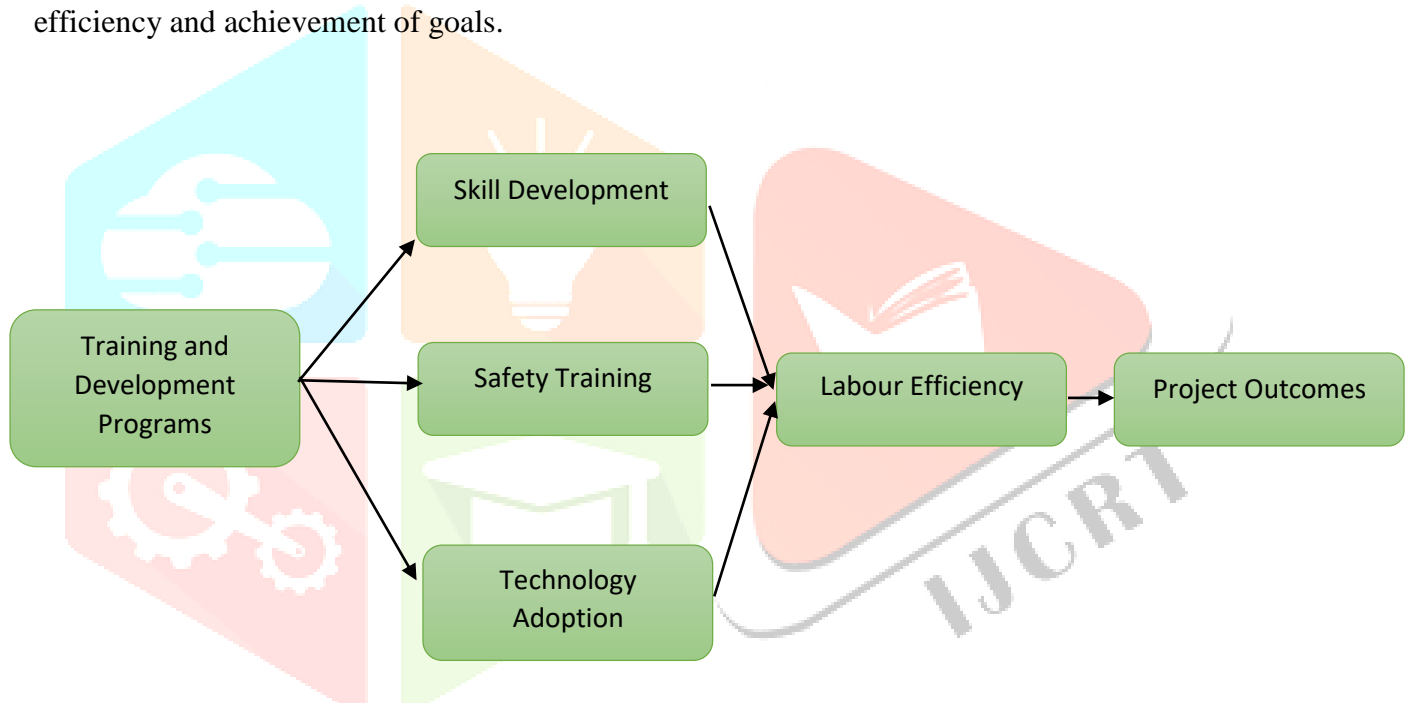 efficiency and achievement of goals.
Skill Development
Training and
Development
Programs
Safety Training
Labour Efficiency
Project Outcomes
Technology
Adoption
IJCRT